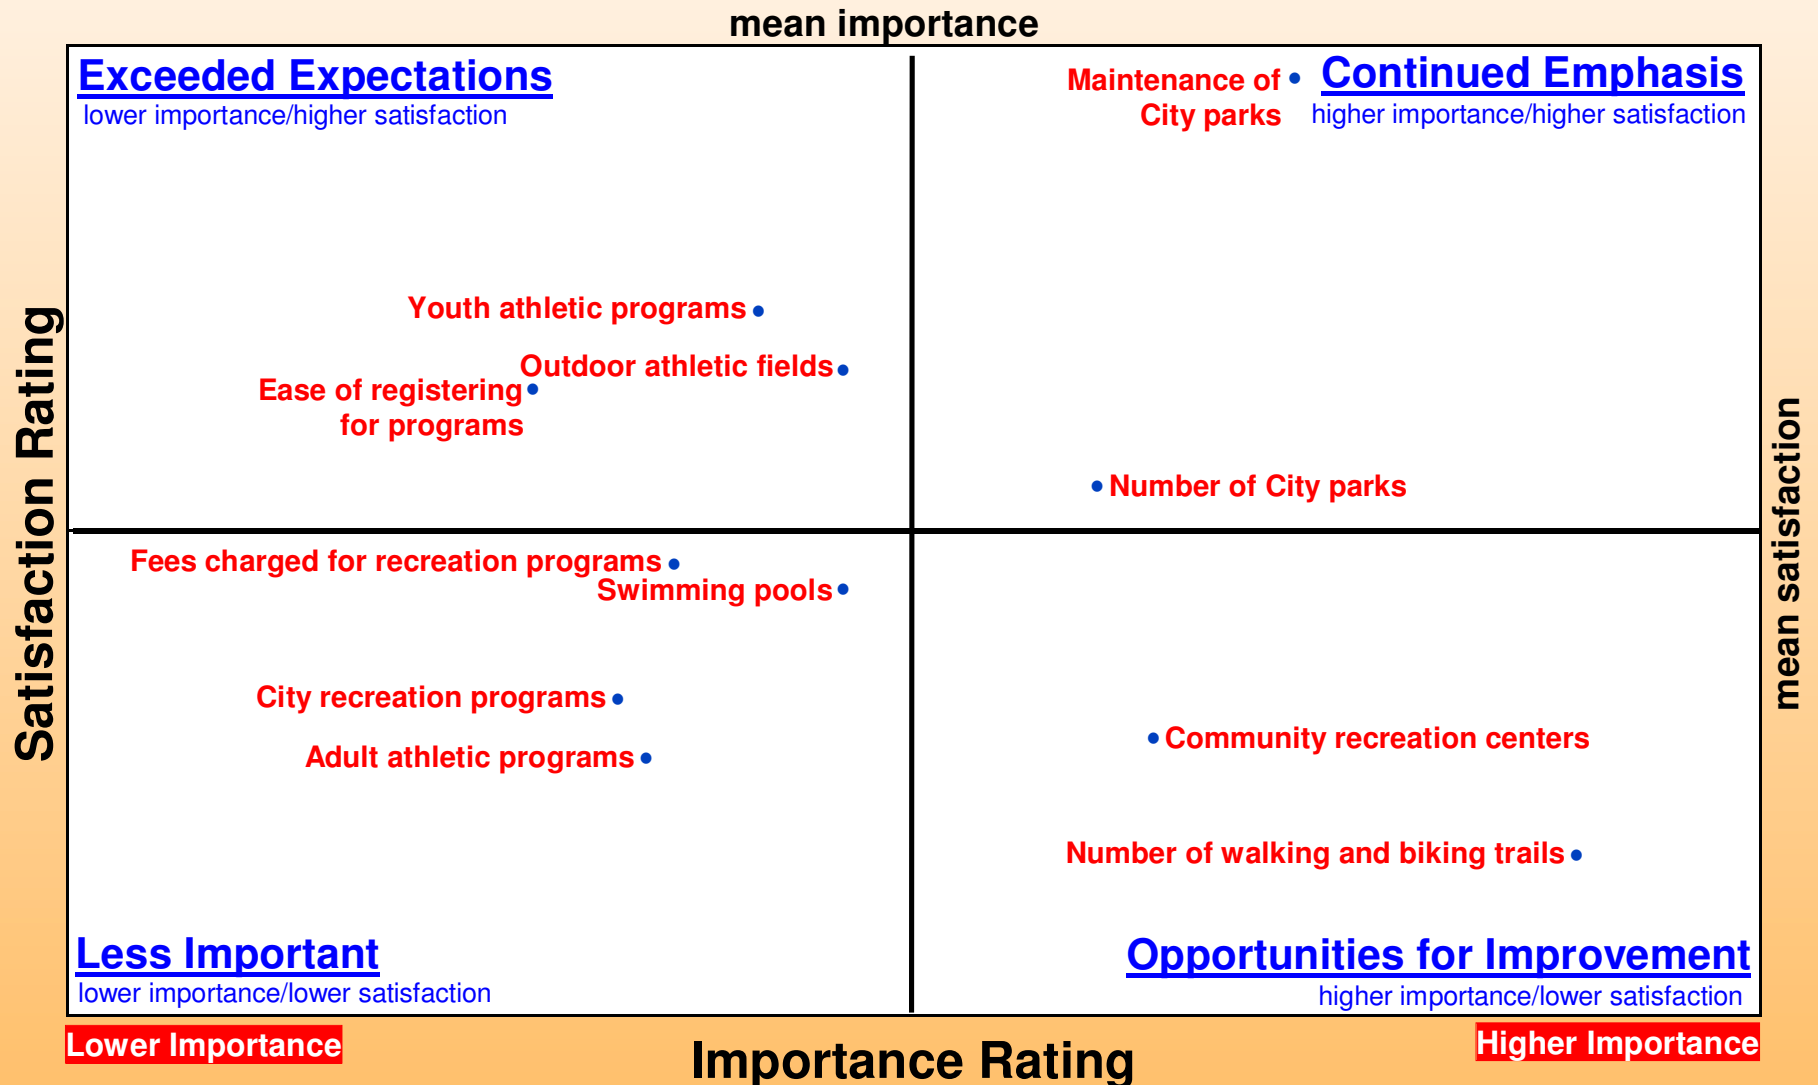 mean importance
Exceeded Expectations
lower importance/higher satisfaction
Maintenance of
City parks
Continued Emphasis
higher importance/higher satisfaction
Youth athletic programs
Outdoor athletic fields
Ease of registering
for programs
Number of City parks
Satisfaction Rating
mean satisfaction
Fees charged for recreation programs
Swimming pools
City recreation programs
Adult athletic programs
Community recreation centers
Number of walking and biking trails
Less Important
lower importance/lower satisfaction
Opportunities for Improvement
higher importance/lower satisfaction
Lower Importance
Importance Rating
Higher Importance